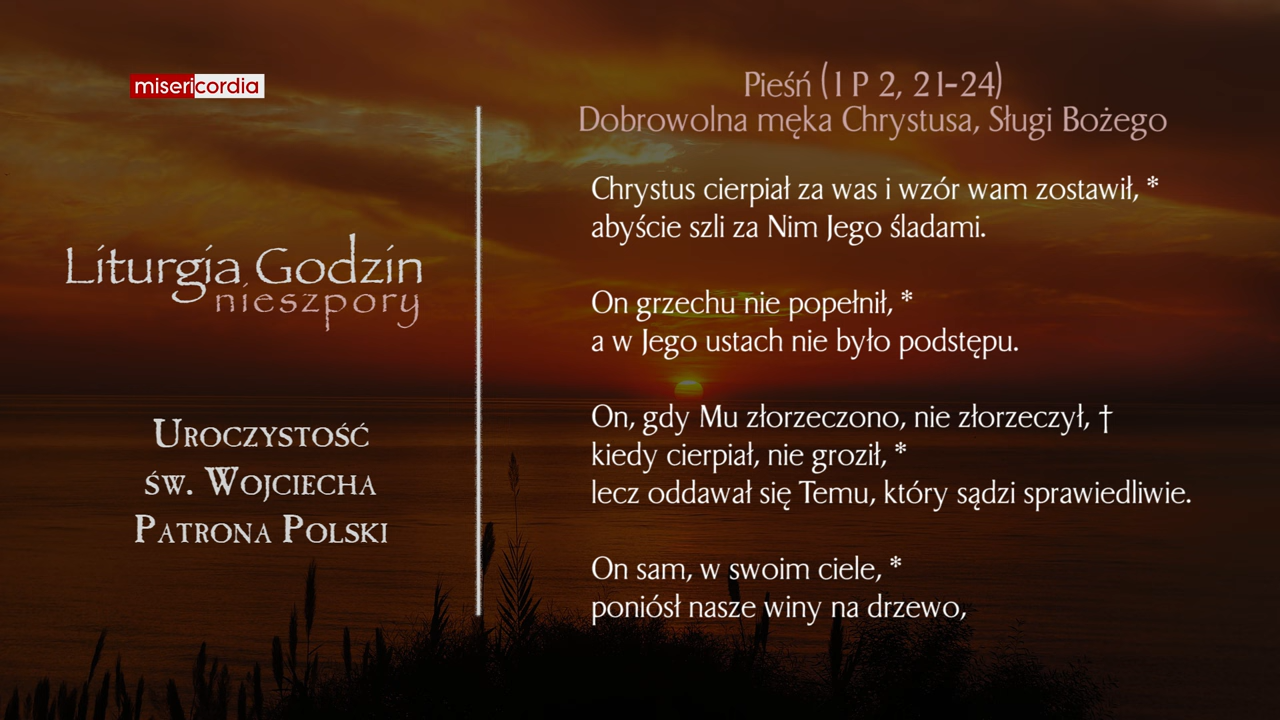 misericordia
Liturgia Godzin
nieszpory
Uroczystość
św. Wojciecha
Patrona Polski
Pieśń (1 P 2, 21-24)
Dobrowolna męka Chrystusa, Sługi Bożego
Chrystus cierpiał za was i wzór wam zostawił, *
abyście szli za Nim Jego śladami.
On grzechu nie popełnił, *
a w Jego ustach nie było podstępu.
On, gdy Mu złorzeczono, nie złorzeczył, †
kiedy cierpiał, nie groził, *
lecz oddawał się Temu, który sądzi sprawiedliwie.
On sam, w swoim ciele, *
poniósł nasze winy na drzewo,